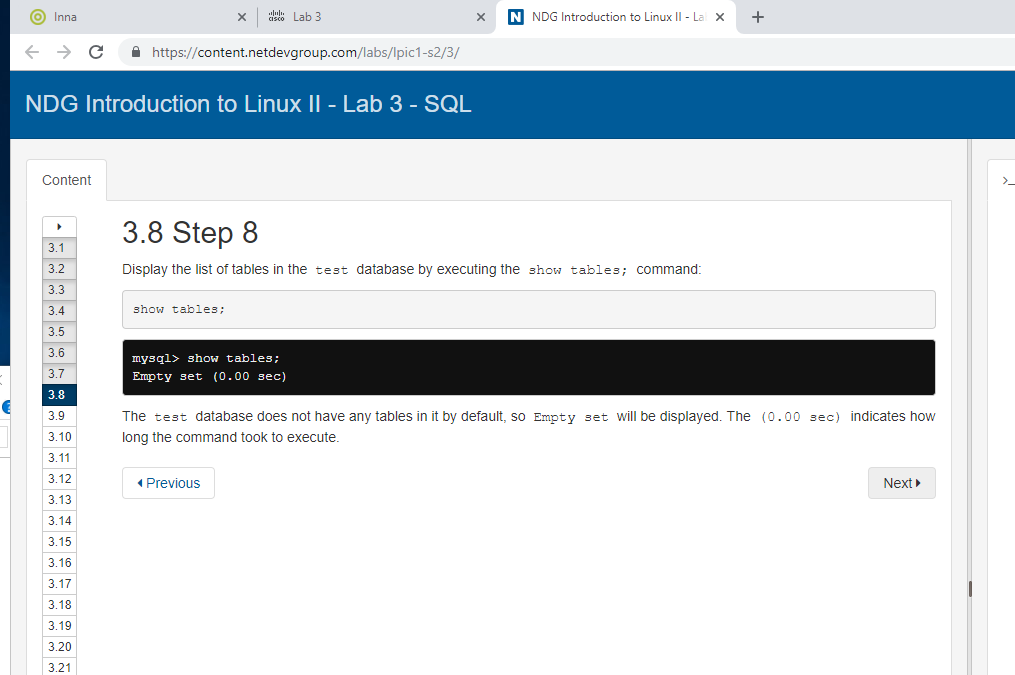 Inna
Lab 3
NDG Introduction to Linux II - La
https://content.netdevgroup.com/labs/lpic1-s2/3/
NDG Introduction to Linux II - Lab 3 - SQL
Content
>_
3.1
3.2
3.3
3.4
3.5
3.6
3.7
3.8
3.9
3.10
3.11
3.12
3.13
3.14
3.15
3.16
3.17
3.18
3.19
3.20
3.21
3.8 Step 8
Display the list of tables in the test database by executing the show tables; command:
show tables;
mysql> show tables;
Empty set (0.00 sec)
The test database does not have any tables in it by default, so Empty set will be displayed. The (0.00 sec) indicates how
long the command took to execute.
Previous
Next